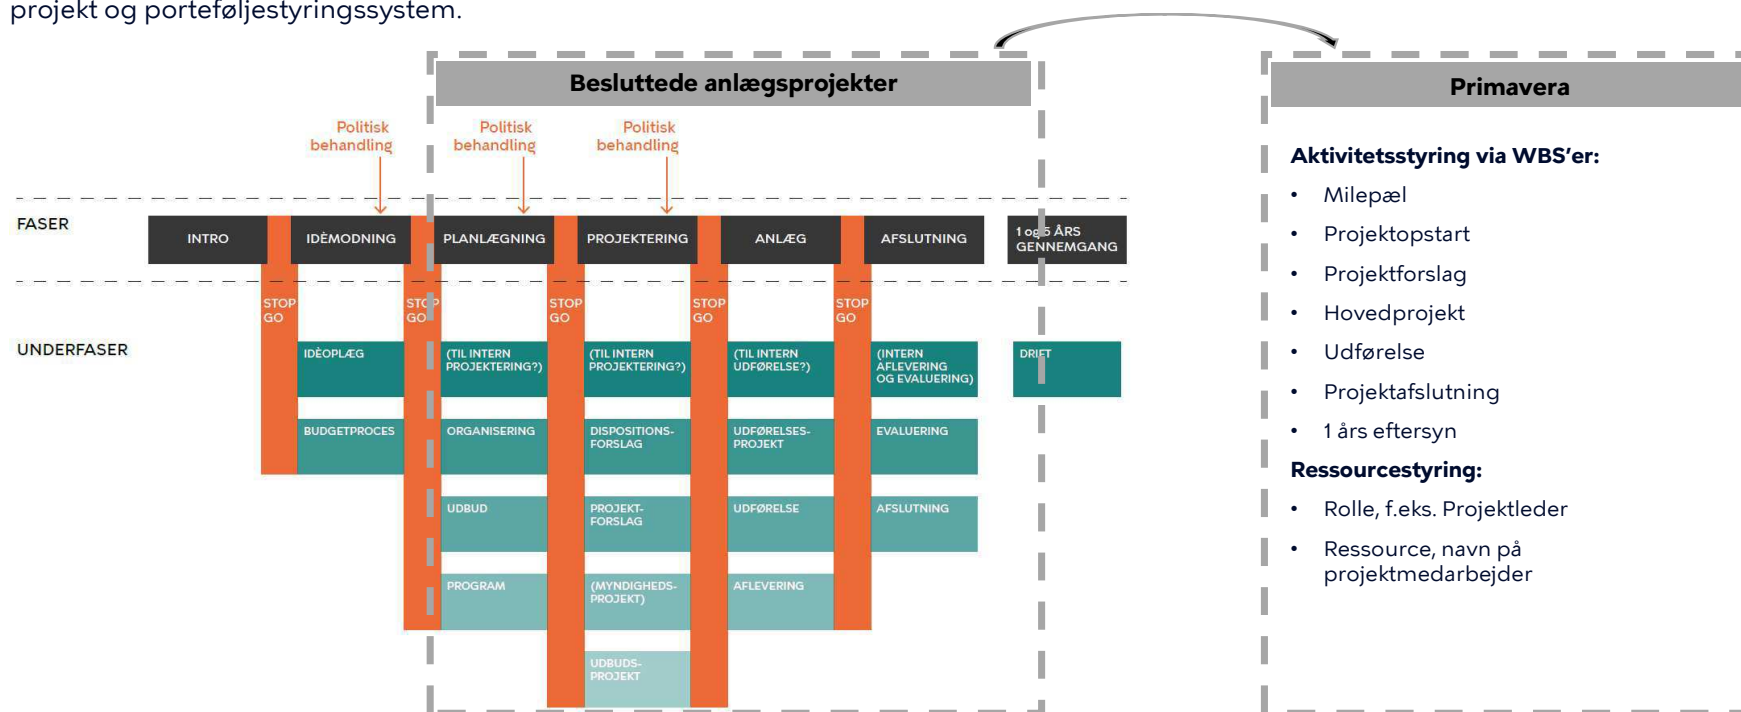 projekt og porteføljestyringssystem.
Besluttede anlægsprojekter
Politisk
behandling
Politisk
behandling
Politisk
behandling
FASER
INTRO
IDÈMODNING
PLANLÆGNING
PROJEKTERING
ANLÆG
AFSLUTNING
1 og 5 ÅRS
GENNEMGANG
STOP
GO
STOP
GO
STOP
GO
STOP
GO
STOP
GO
UNDERFASER
IDÈOPLÆG
(TIL INTERN
PROJEKTERING?)
(TIL INTERN
PROJEKTERING?)
(TIL INTERN
UDFØRELSE?)
(INTERN
AFLEVERING
OG EVALUERING)
DRIFT
BUDGETPROCES
ORGANISERING
DISPOSITIONS-
FORSLAG
UDFØRELSES-
PROJEKT
EVALUERING
UDBUD
PROJEKT-
FORSLAG
UDFØRELSE
AFSLUTNING
PROGRAM
(MYNDIGHEDS-
PROJEKT)
AFLEVERING
UDBUDS-
PROJEKT
Primavera
Aktivitetsstyring via WBS’er:
• Milepæl
• Projektopstart
• Projektforslag
• Hovedprojekt
• Udførelse
• Projektafslutning
• 1 års eftersyn
Ressourcestyring:
• Rolle, f.eks. Projektleder
• Ressource, navn på
projektmedarbejder